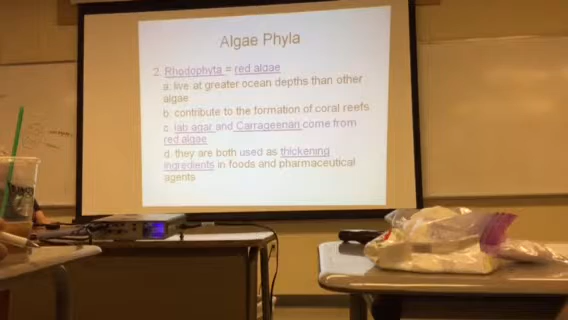 Algae Phyla
2. Rhodophyta = red algae
a. live at greater ocean depths than other
algae
b. contribute to the formation of coral reefs
c. lab agar and Carrageenan come from
red algae
d. they are both used as thickening
ingredients in foods and pharmaceutical
agents